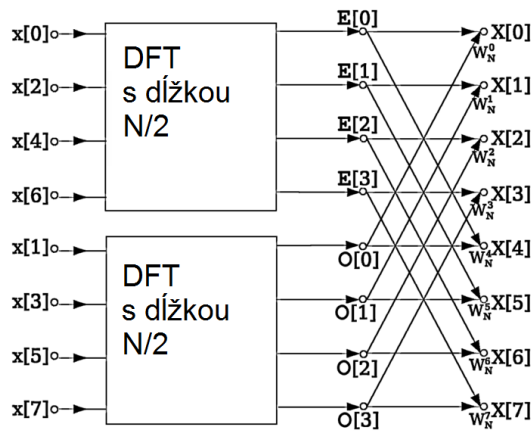 x[0]
x[2]
x[4]
x[6]
x[1]
x[3]
x[5]
x[7]
DFT
s dĺžkou
N/2
DFT
s dĺžkou
N/2
E[0]
E[1]
E[2]
E[3]
O[0]
O[1]
O[2]
O[3]
X[0]
W_N^0
X[1]
W_N^1
X[2]
W_N^2
X[3]
W_N^3
X[4]
W_N^4
X[5]
W_N^5
X[6]
W_N^6
X[7]
W_N^7